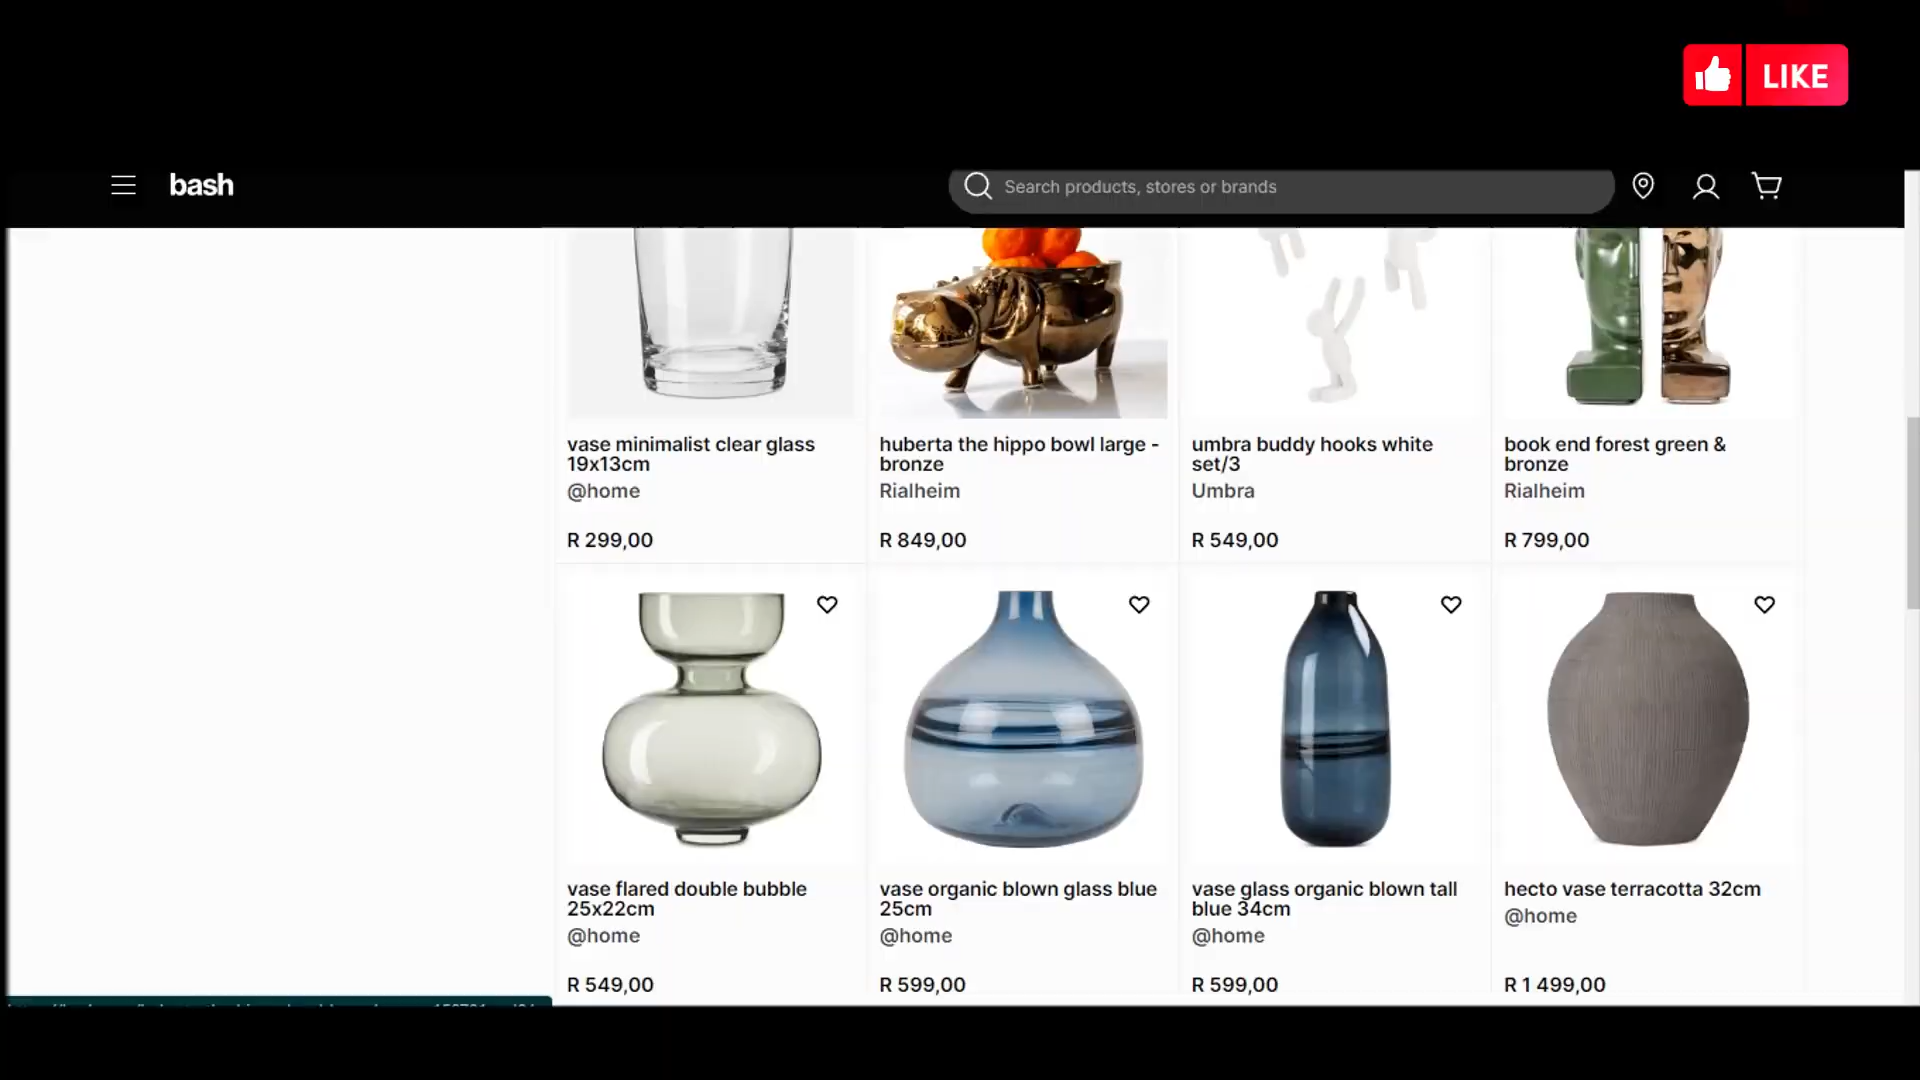 LIKE
bash
Search products, stores or brands
vase minimalist clear glass
19x13cm
@home
R 299,00
huberta the hippo bowl large -
bronze
Rialheim
R 849,00
umbra buddy hooks white
set/3
Umbra
R 549,00
book end forest green &
bronze
Rialheim
R 799,00
vase flared double bubble
25x22cm
@home
R 549,00
vase organic blown glass blue
25cm
@home
R 599,00
vase glass organic blown tall
blue 34cm
@home
R 599,00
hecto vase terracotta 32cm
@home
R 1 499,00